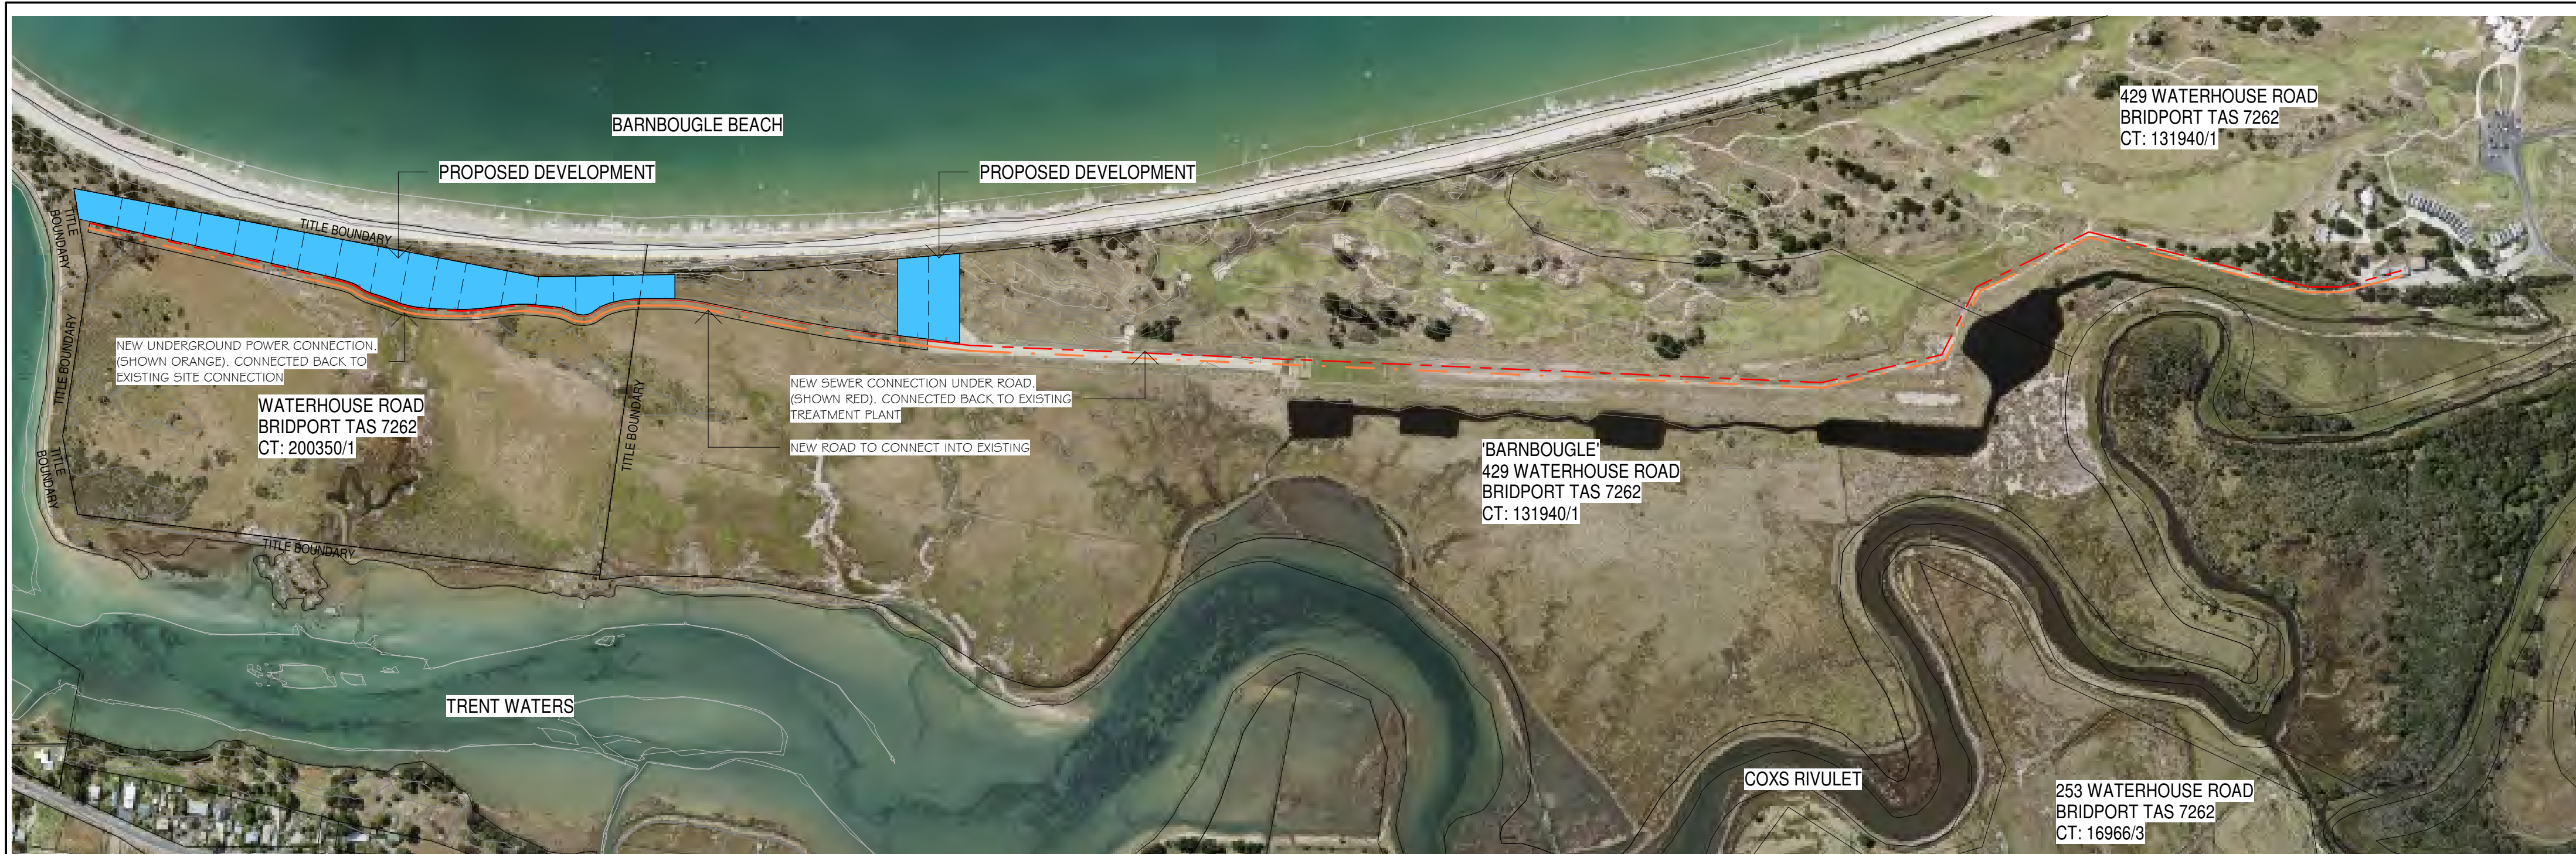 BARNBOUGLE BEACH
429 WATERHOUSE ROAD
BRIDPORT TAS 7262
CT: 131940/1
PROPOSED DEVELOPMENT
PROPOSED DEVELOPMENT
TITLE
BOUNDARY
TITLE BOUNDARY
TITLE BOUNDARY
NEW UNDERGROUND POWER CONNECTION.
(SHOWN ORANGE). CONNECTED BACK TO
EXISTING SITE CONNECTION
WATERHOUSE ROAD
BRIDPORT TAS 7262
CT: 200350/1
TITLE BOUNDARY
NEW SEWER CONNECTION UNDER ROAD.
(SHOWN RED). CONNECTED BACK TO EXISTING
TREATMENT PLANT
NEW ROAD TO CONNECT INTO EXISTING
'BARNBOUGLE'
429 WATERHOUSE ROAD
BRIDPORT TAS 7262
CT: 131940/1
TITLE
BOUNDARY
TITLE BOUNDARY
TRENT WATERS
COXS RIVULET
253 WATERHOUSE ROAD
BRIDPORT TAS 7262
CT: 16966/3